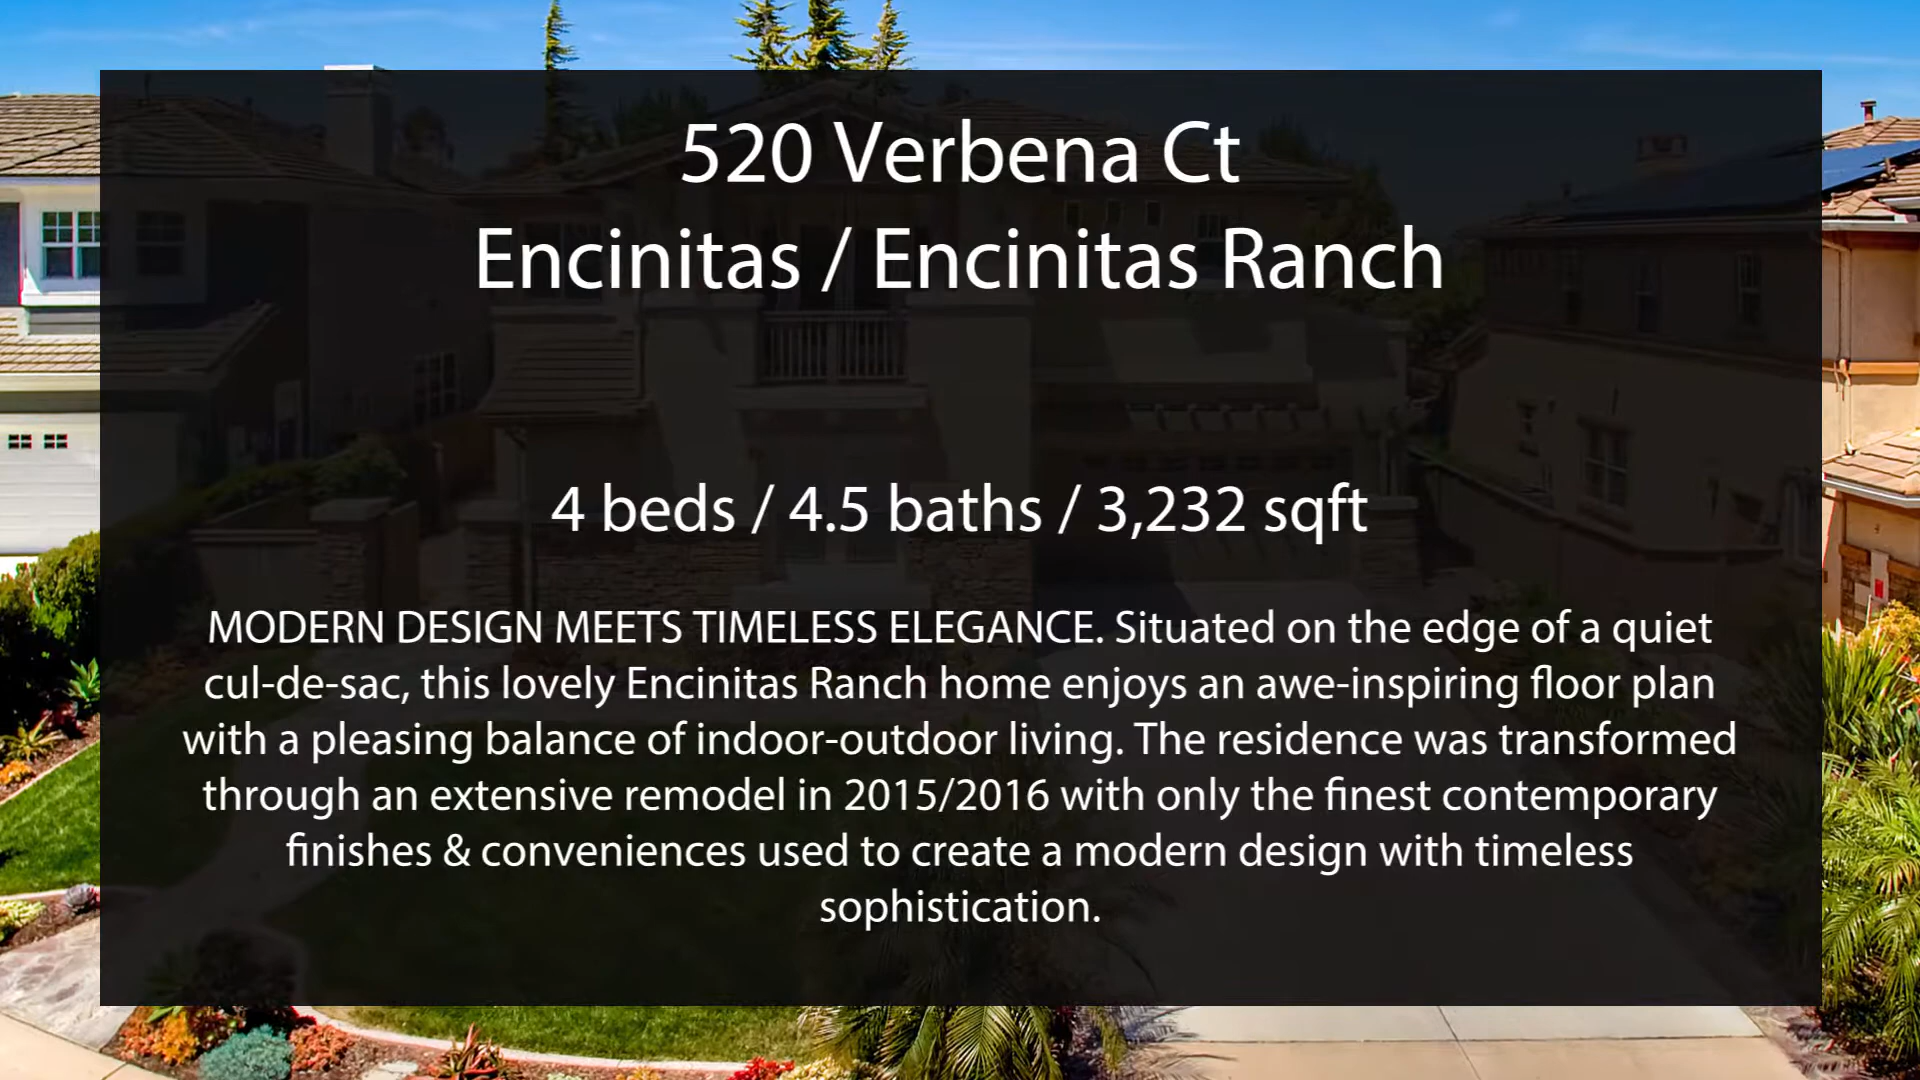 520 Verbena Ct
Encinitas / Encinitas Ranch
4 beds / 4.5 baths / 3,232 sqft
MODERN DESIGN MEETS TIMELESS ELEGANCE. Situated on the edge of a quiet
cul-de-sac, this lovely Encinitas Ranch home enjoys an awe-inspiring floor plan
with a pleasing balance of indoor-outdoor living. The residence was transformed
through an extensive remodel in 2015/2016 with only the finest contemporary
finishes & conveniences used to create a modern design with timeless
sophistication.